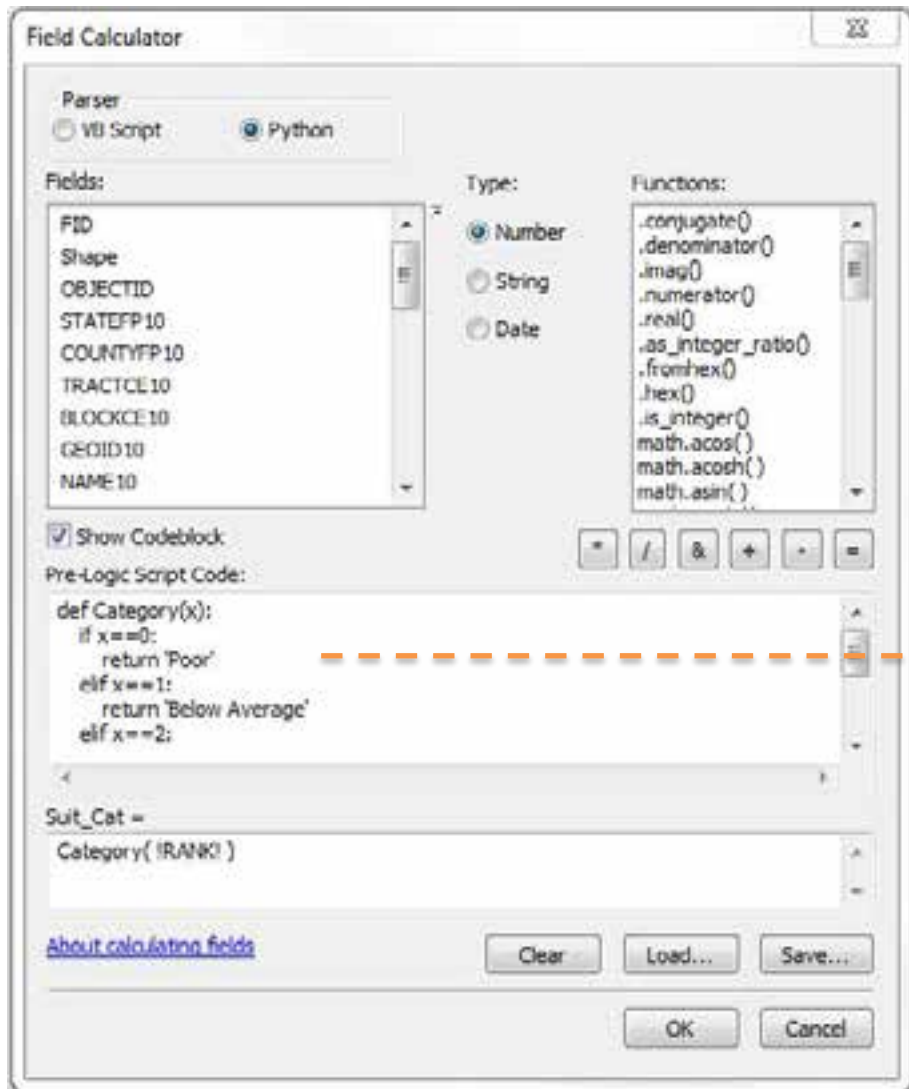 Field Calculator
Parser
VB Script
Python
Fields:
Type:
Functions:
FID
Shape
OBJECTID
STATEFP10
COUNTYFP10
TRACTCE10
BLOCKCE10
GEOID10
NAME10
Number
String
Date
.conjugate()
.denominator()
.imag()
.numerator()
.real()
.as_integer_ratio()
.fromhex()
.hex()
.is_integer()
math.acos( )
math.acosh( )
math.asin( )
Show Codeblock
* / & + - =
Pre-Logic Script Code:
def Category(x):
if x==0:
return 'Poor'
elif x==1:
return 'Below Average'
elif x==2:
Suit_Cat =
Category( !RANK! )
About calculating fields
Clear
Load...
Save...
OK
Cancel